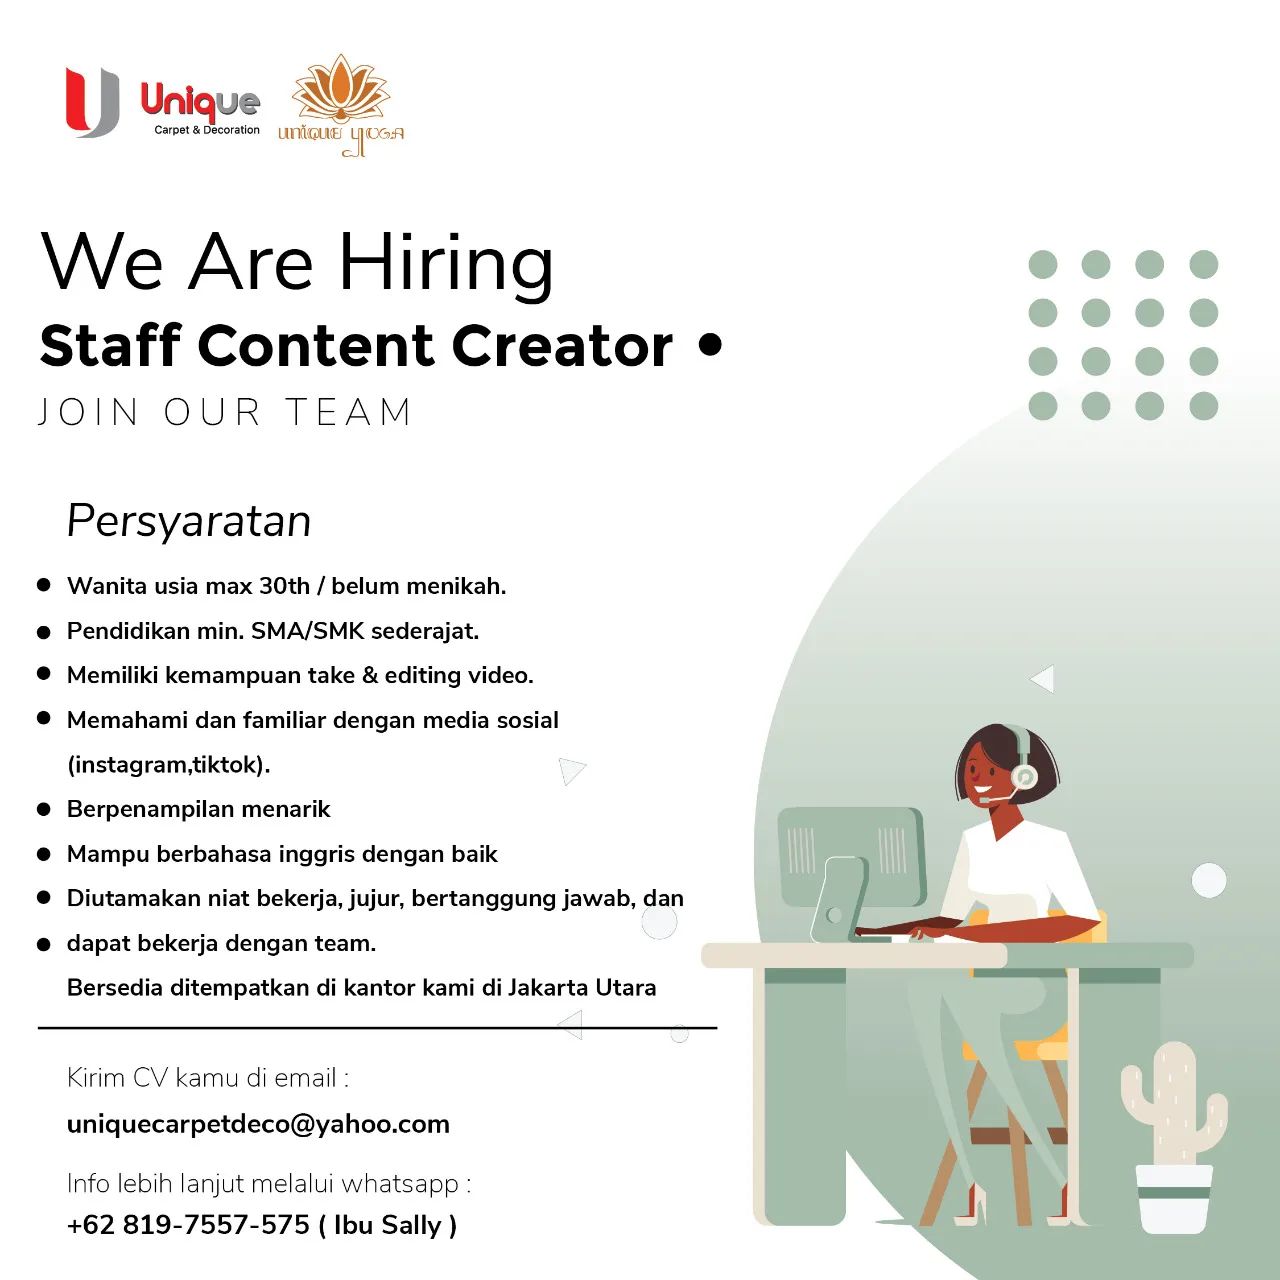 Unique
Carpet & Decoration
UNIQUE YOGA
We Are Hiring
Staff Content Creator •
JOIN OUR TEAM
Persyaratan
• Wanita usia max 30th / belum menikah.
• Pendidikan min. SMA/SMK sederajat.
• Memiliki kemampuan take & editing video.
• Memahami dan familiar dengan media sosial
(instagram,tiktok).
• Berpenampilan menarik
• Mampu berbahasa inggris dengan baik
• Diutamakan niat bekerja, jujur, bertanggung jawab, dan
• dapat bekerja dengan team.
Bersedia ditempatkan di kantor kami di Jakarta Utara
Kirim CV kamu di email :
uniquecarpetdeco@yahoo.com
Info lebih lanjut melalui whatsapp :
+62 819-7557-575 ( Ibu Sally )